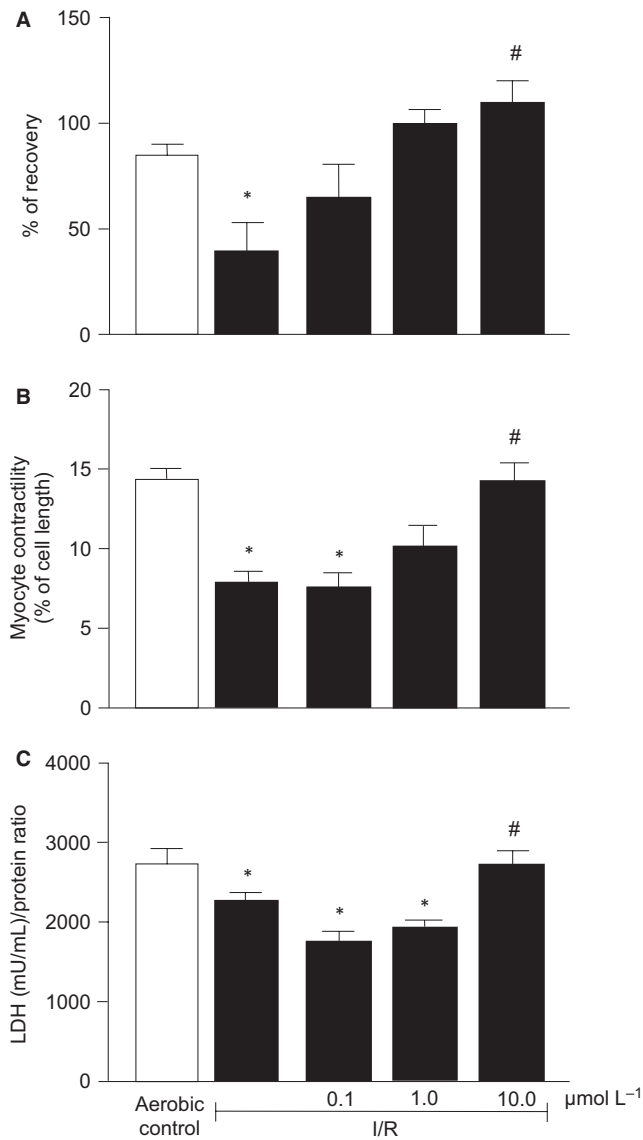 A
150
#
100
% of recovery
*
50
0
B
20
#
15
Myocyte contractility
(% of cell length)
*
*
10
5
0
C
4000
LDH (mU/mL)/protein ratio
3000
#
*
*
*
2000
1000
0
Aerobic
control
0.1
1.0
10.0
µmol L⁻¹
I/R